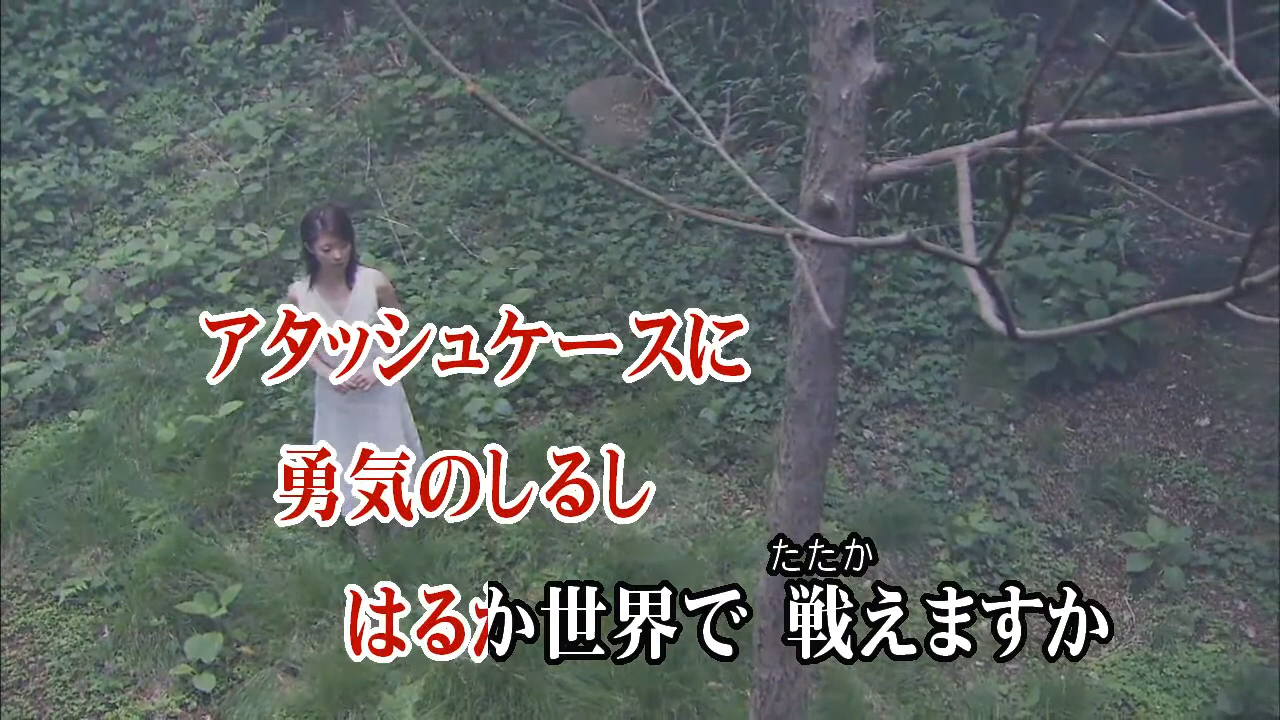 アタッシュケースに
勇気のしるし
たたか
はるか世界で 戦えますか